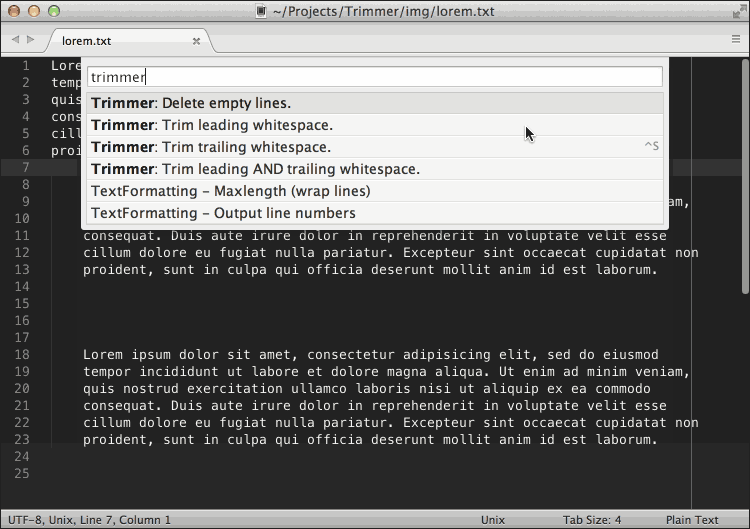 ~/Projects/Trimmer/img/lorem.txt
lorem.txt
trimmer
Trimmer: Delete empty lines.
Trimmer: Trim leading whitespace.
Trimmer: Trim trailing whitespace. ^S
Trimmer: Trim leading AND trailing whitespace.
TextFormatting – Maxlength (wrap lines)
TextFormatting – Output line numbers
1 Lore
2 temp
3 quis
4 cons
5 cill
6 proi
7
8
9 am,
10
11 consequat. Duis aute irure dolor in reprehenderit in voluptate velit esse
12 cillum dolore eu fugiat nulla pariatur. Excepteur sint occaecat cupidatat non
13 proident, sunt in culpa qui officia deserunt mollit anim id est laborum.
14
15
16
17
18 Lorem ipsum dolor sit amet, consectetur adipisicing elit, sed do eiusmod
19 tempor incididunt ut labore et dolore magna aliqua. Ut enim ad minim veniam,
20 quis nostrud exercitation ullamco laboris nisi ut aliquip ex ea commodo
21 consequat. Duis aute irure dolor in reprehenderit in voluptate velit esse
22 cillum dolore eu fugiat nulla pariatur. Excepteur sint occaecat cupidatat non
23 proident, sunt in culpa qui officia deserunt mollit anim id est laborum.
24
25
UTF-8, Unix, Line 7, Column 1 Unix Tab Size: 4 Plain Text